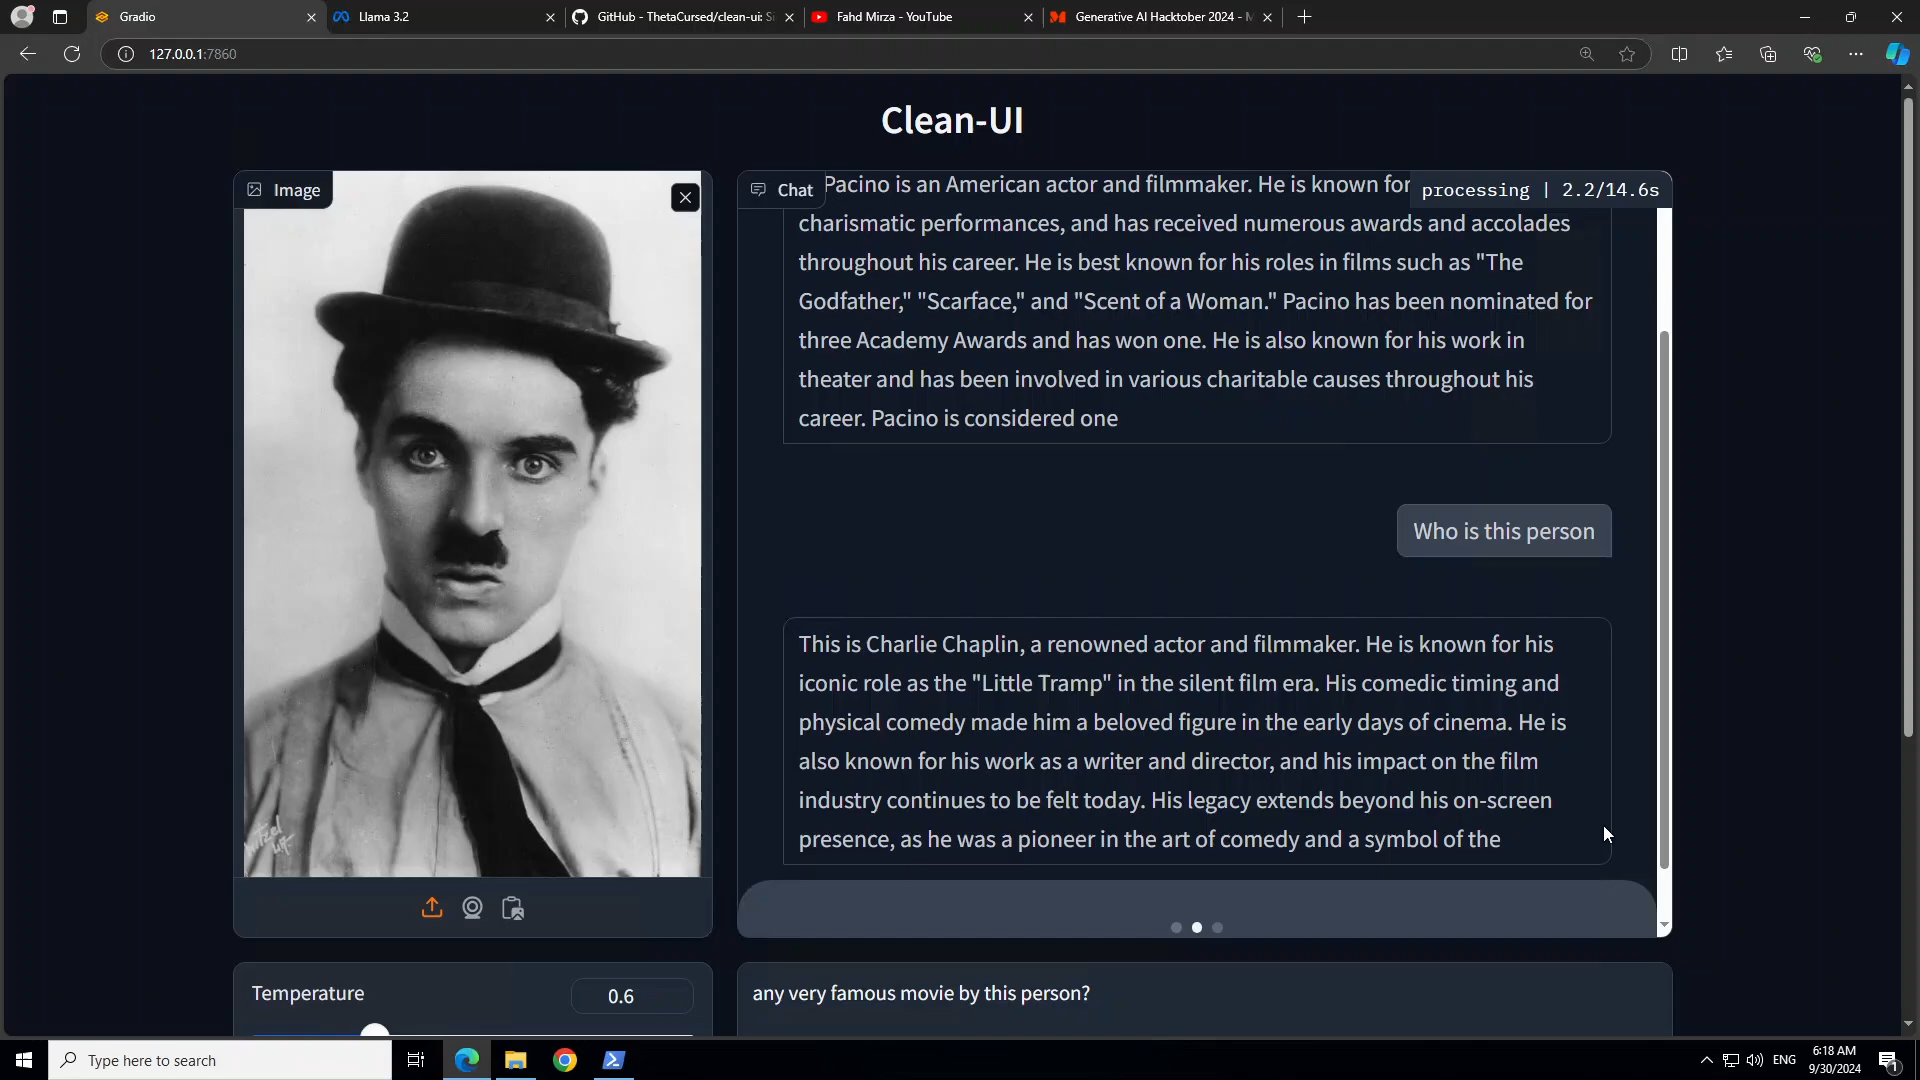 Gradio
Llama 3.2
GitHub - ThetaCursed/clean-ui: Si
Fahd Mirza - YouTube
Generative AI Hacktober 2024 - M
127.0.0.1:7860
Clean-UI
Image
Chat
processing | 2.2/14.6s
Pacino is an American actor and filmmaker. He is known for
charismatic performances, and has received numerous awards and accolades
throughout his career. He is best known for his roles in films such as "The
Godfather," "Scarface," and "Scent of a Woman." Pacino has been nominated for
three Academy Awards and has won one. He is also known for his work in
theater and has been involved in various charitable causes throughout his
career. Pacino is considered one
Who is this person
This is Charlie Chaplin, a renowned actor and filmmaker. He is known for his
iconic role as the "Little Tramp" in the silent film era. His comedic timing and
physical comedy made him a beloved figure in the early days of cinema. He is
also known for his work as a writer and director, and his impact on the film
industry continues to be felt today. His legacy extends beyond his on-screen
presence, as he was a pioneer in the art of comedy and a symbol of the
Temperature
0.6
any very famous movie by this person?
Type here to search
ENG
6:18 AM
9/30/2024
1